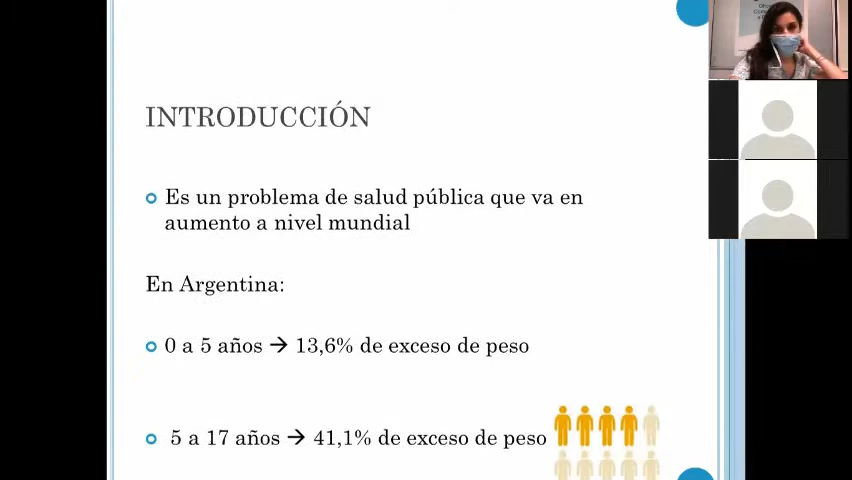 INTRODUCCIÓN
Es un problema de salud pública que va en
aumento a nivel mundial
En Argentina:
0 a 5 años → 13,6% de exceso de peso
5 a 17 años → 41,1% de exceso de peso